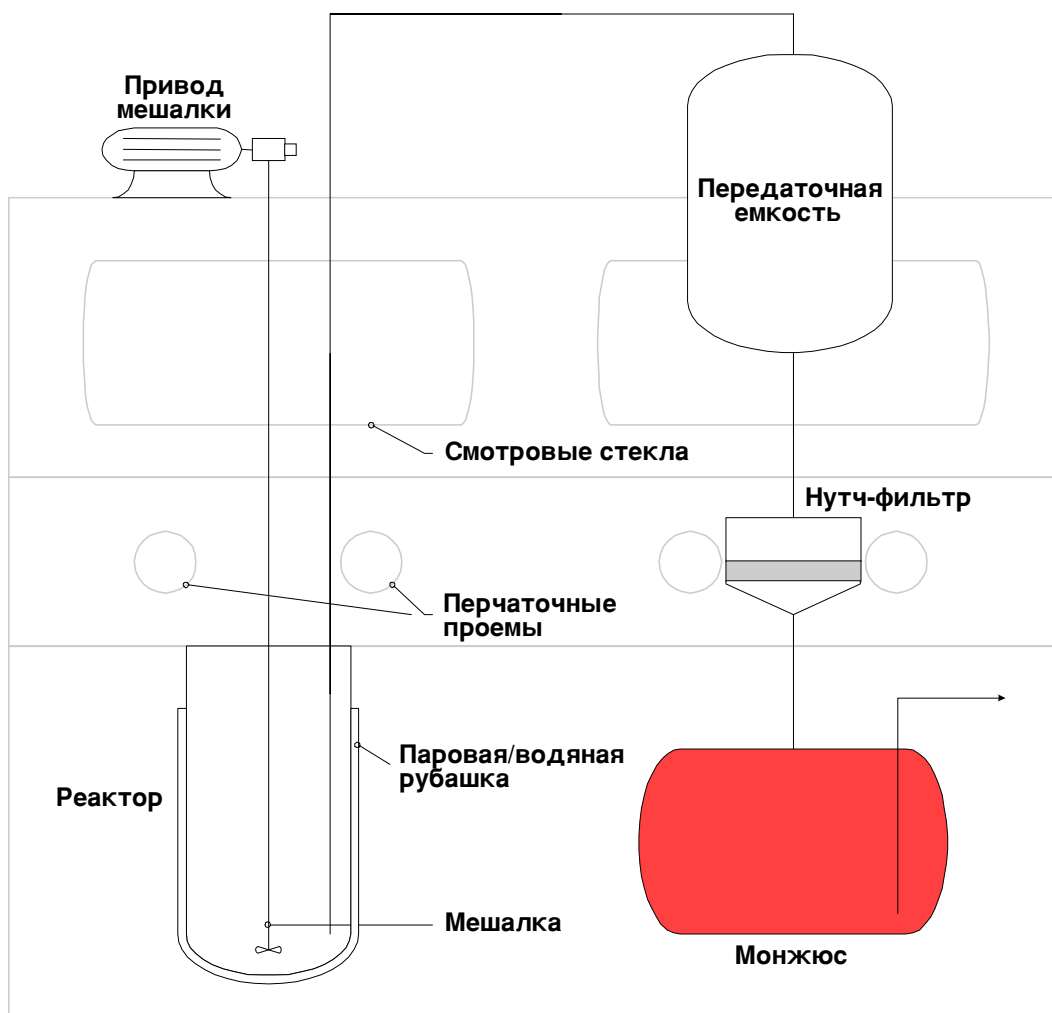 Привод
мешалки
Передаточная
емкость
Смотровые стекла
Нутч-фильтр
Перчаточные
проемы
Паровая/водяная
рубашка
Реактор
Мешалка
Монжюс